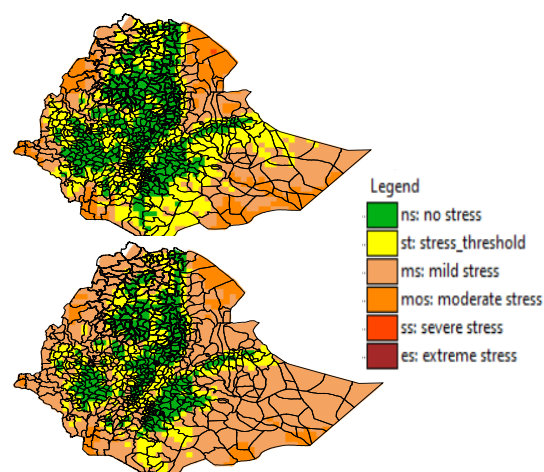 Legend
ns: no stress
st: stress_threshold
ms: mild stress
mos: moderate stress
ss: severe stress
es: extreme stress